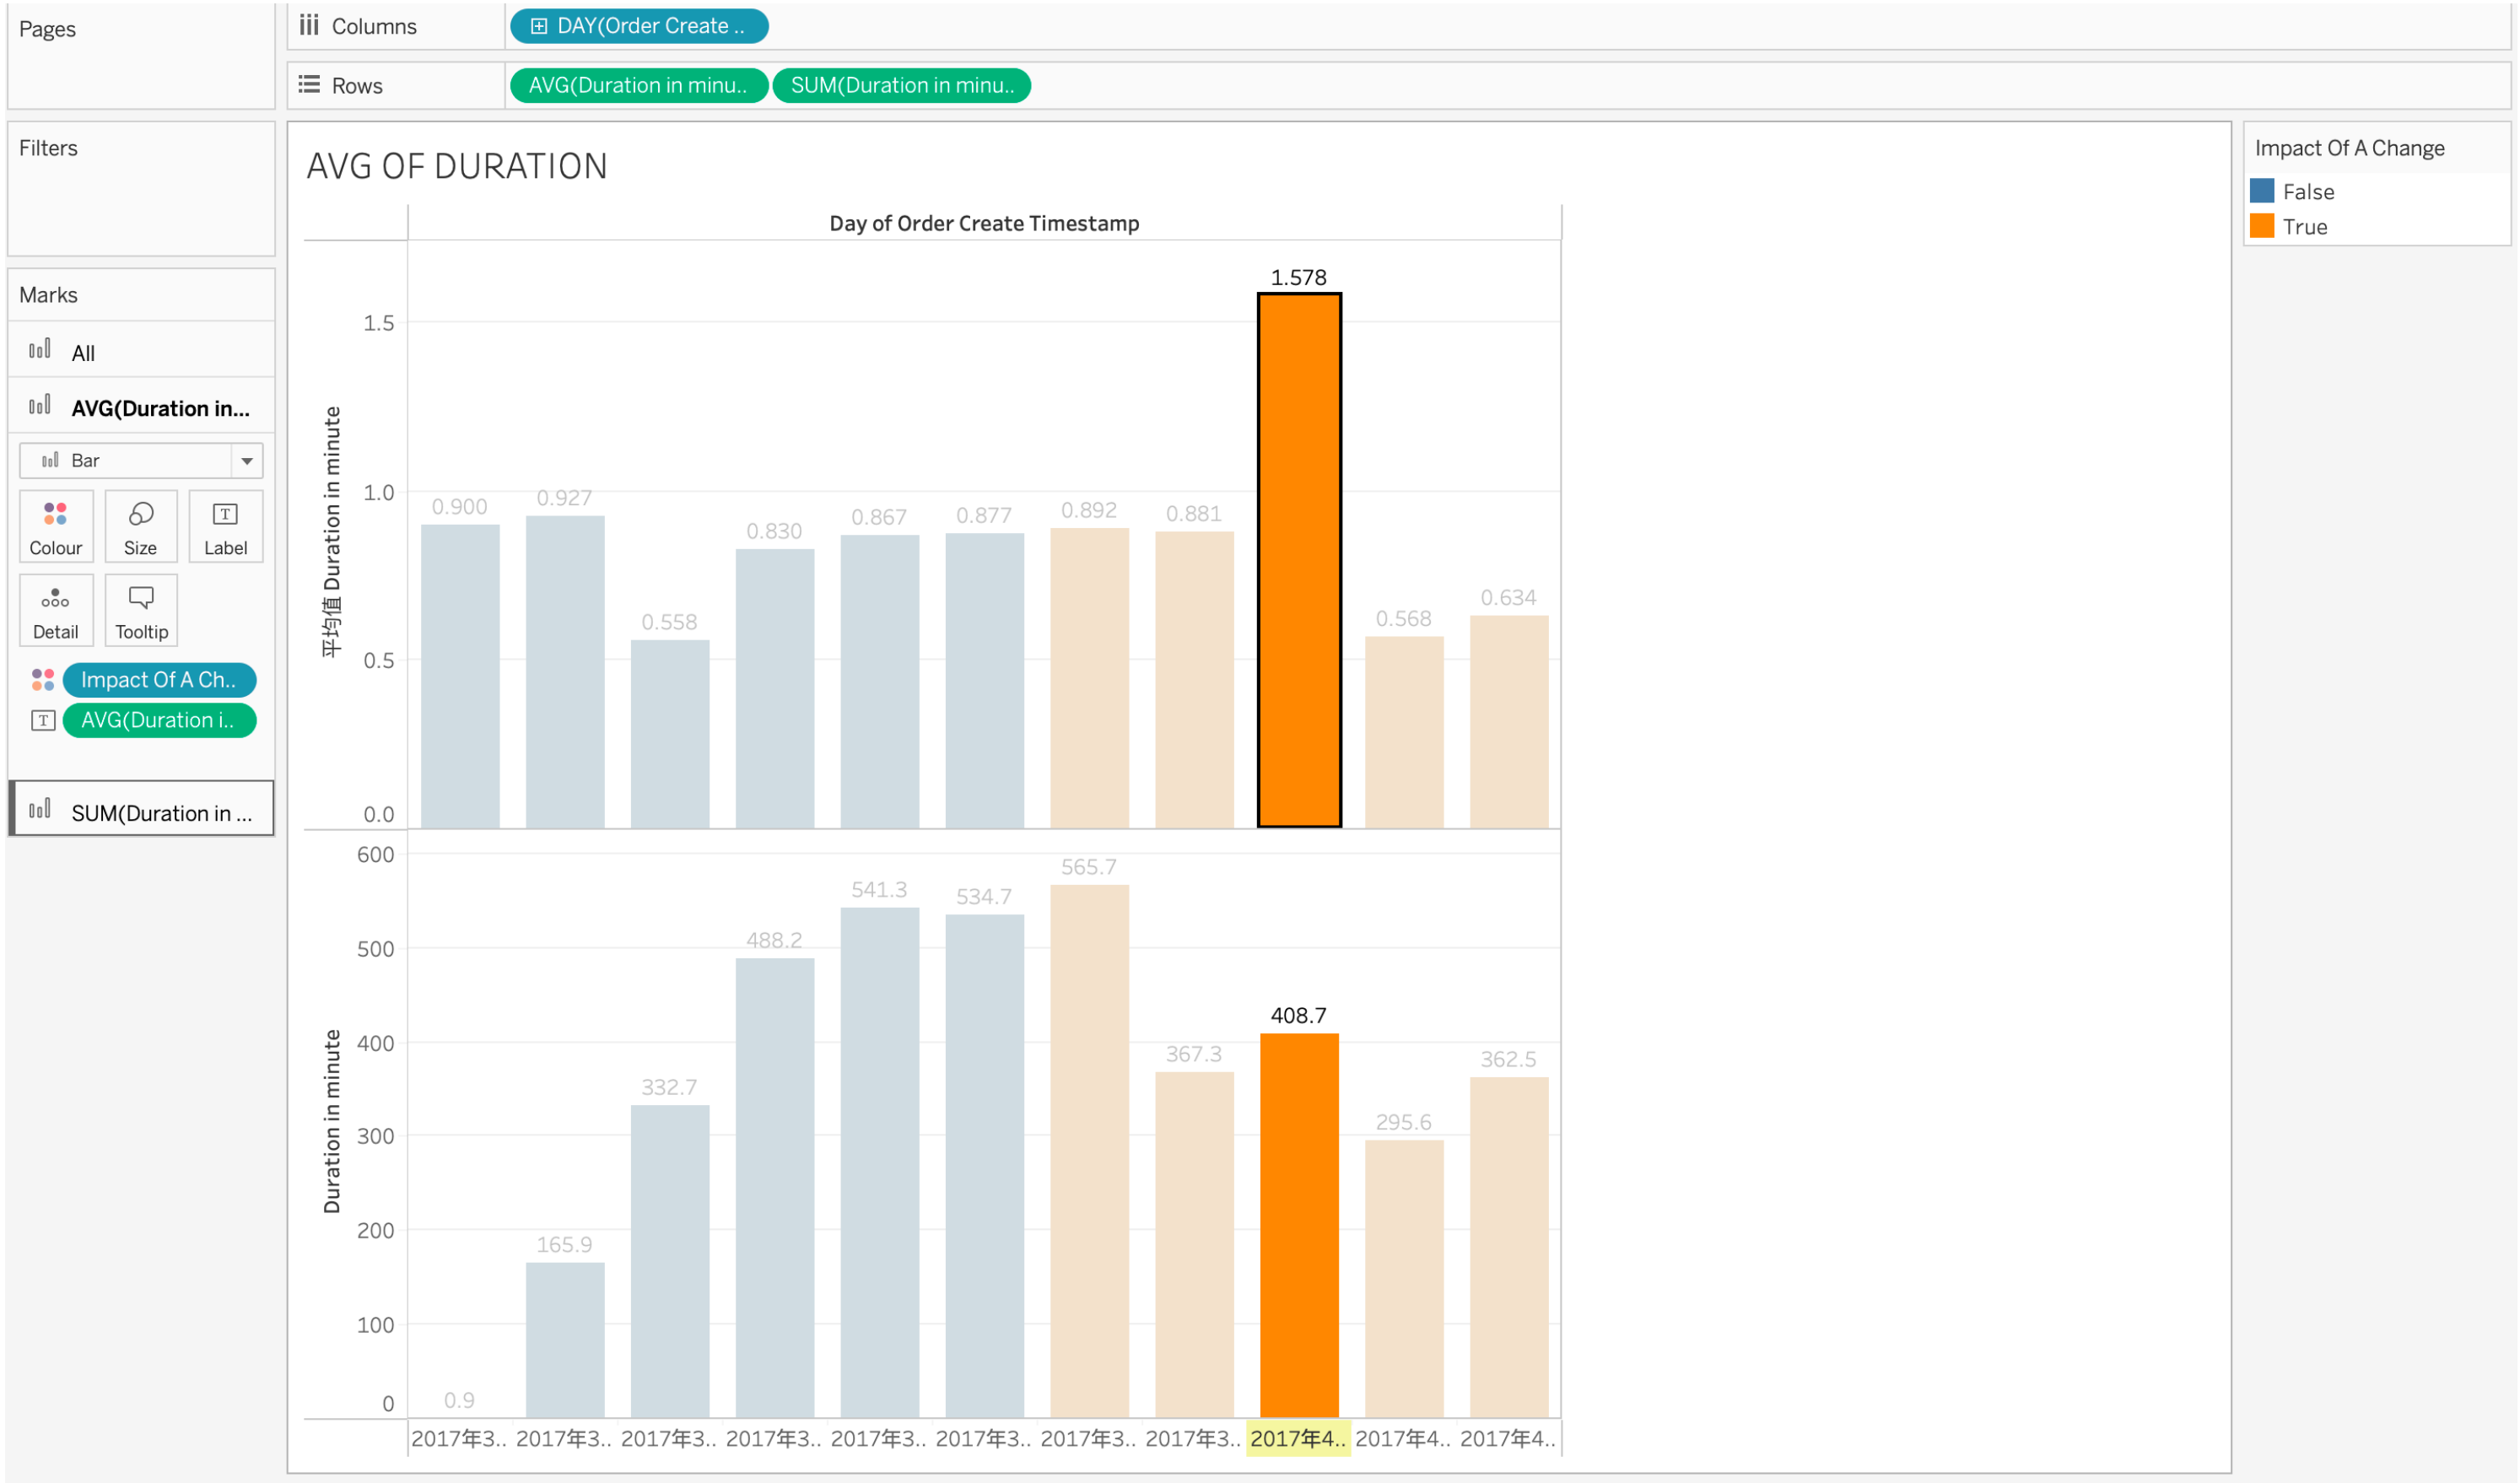 Pages
Columns
DAY(Order Create ..
Rows
AVG(Duration in minu..
SUM(Duration in minu..
Filters
Marks
All
AVG(Duration in...
Bar
Colour
Size
Label
Detail
Tooltip
Impact Of A Ch..
AVG(Duration i..
SUM(Duration in ...
AVG OF DURATION
Day of Order Create Timestamp
平均值 Duration in minute
1.5
1.0
0.5
0.0
0.900
0.927
0.558
0.830
0.867
0.877
0.892
0.881
1.578
0.568
0.634
Duration in minute
600
500
400
300
200
100
0
0.9
165.9
332.7
488.2
541.3
534.7
565.7
367.3
408.7
295.6
362.5
2017年3..
2017年3..
2017年3..
2017年3..
2017年3..
2017年3..
2017年3..
2017年3..
2017年4..
2017年4..
2017年4..
Impact Of A Change
False
True